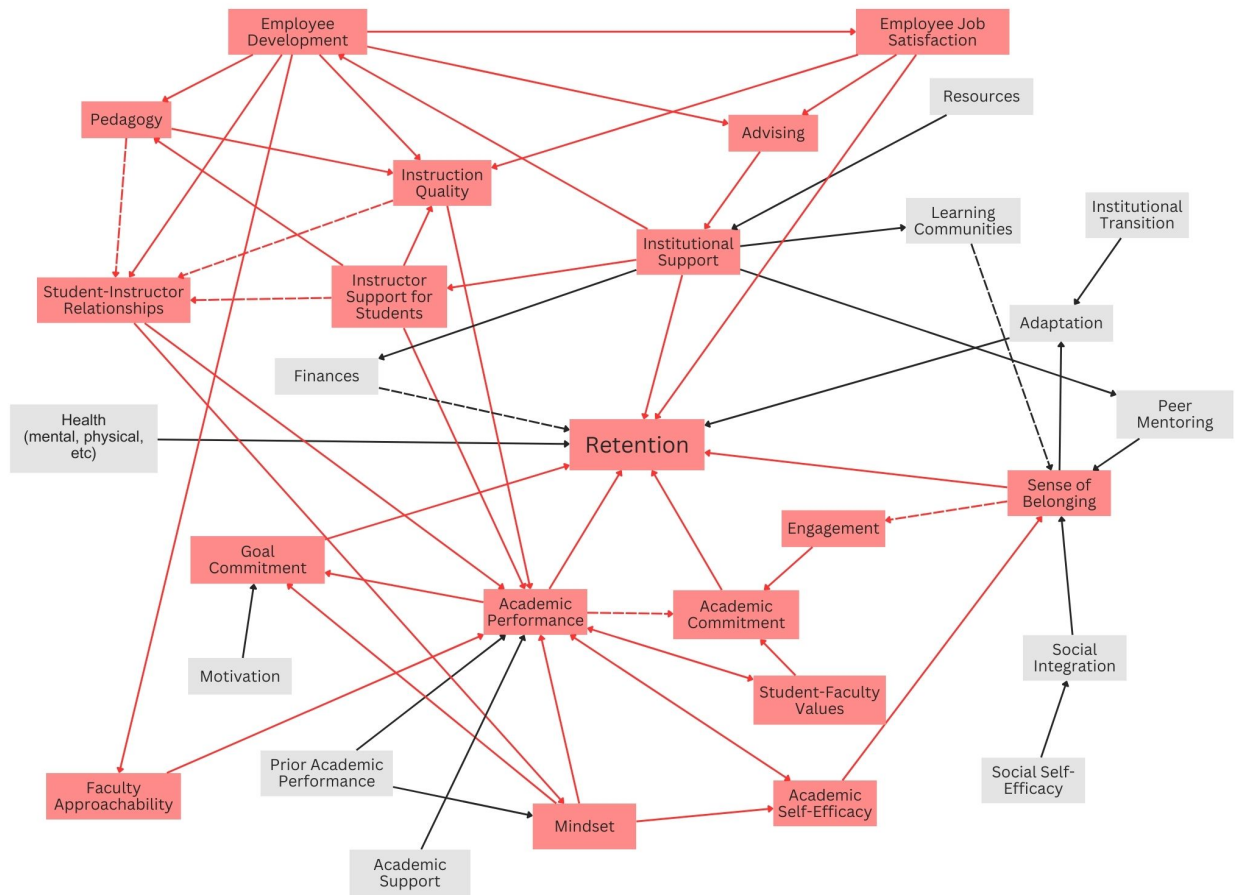 Employee
Development
Employee Job
Satisfaction
Resources
Pedagogy
Advising
Instruction
Quality
Learning
Communities
Institutional
Transition
Institutional
Support
Student-Instructor
Relationships
Instructor
Support for
Students
Adaptation
Finances
Health
(mental, physical,
etc)
Retention
Peer
Mentoring
Sense of
Belonging
Engagement
Goal
Commitment
Academic
Performance
Academic
Commitment
Motivation
Student-Faculty
Values
Social
Integration
Prior Academic
Performance
Faculty
Approachability
Mindset
Academic
Self-Efficacy
Social Self-
Efficacy
Academic
Support